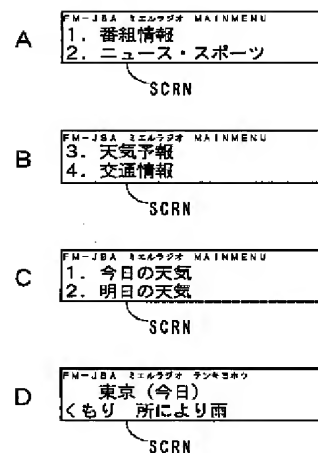 A
FM-JBA ミエルラジオ MAINMENU
1. 番組情報
2. ニュース・スポーツ
SCRN
B
FM-JBA ミエルラジオ MAINMENU
3. 天気予報
4. 交通情報
SCRN
C
FM-JBA ミエルラジオ MAINMENU
1. 今日の天気
2. 明日の天気
SCRN
D
FM-JBA ミエルラジオ テンキヨホウ
東京（今日）
くもり 所により雨
SCRN